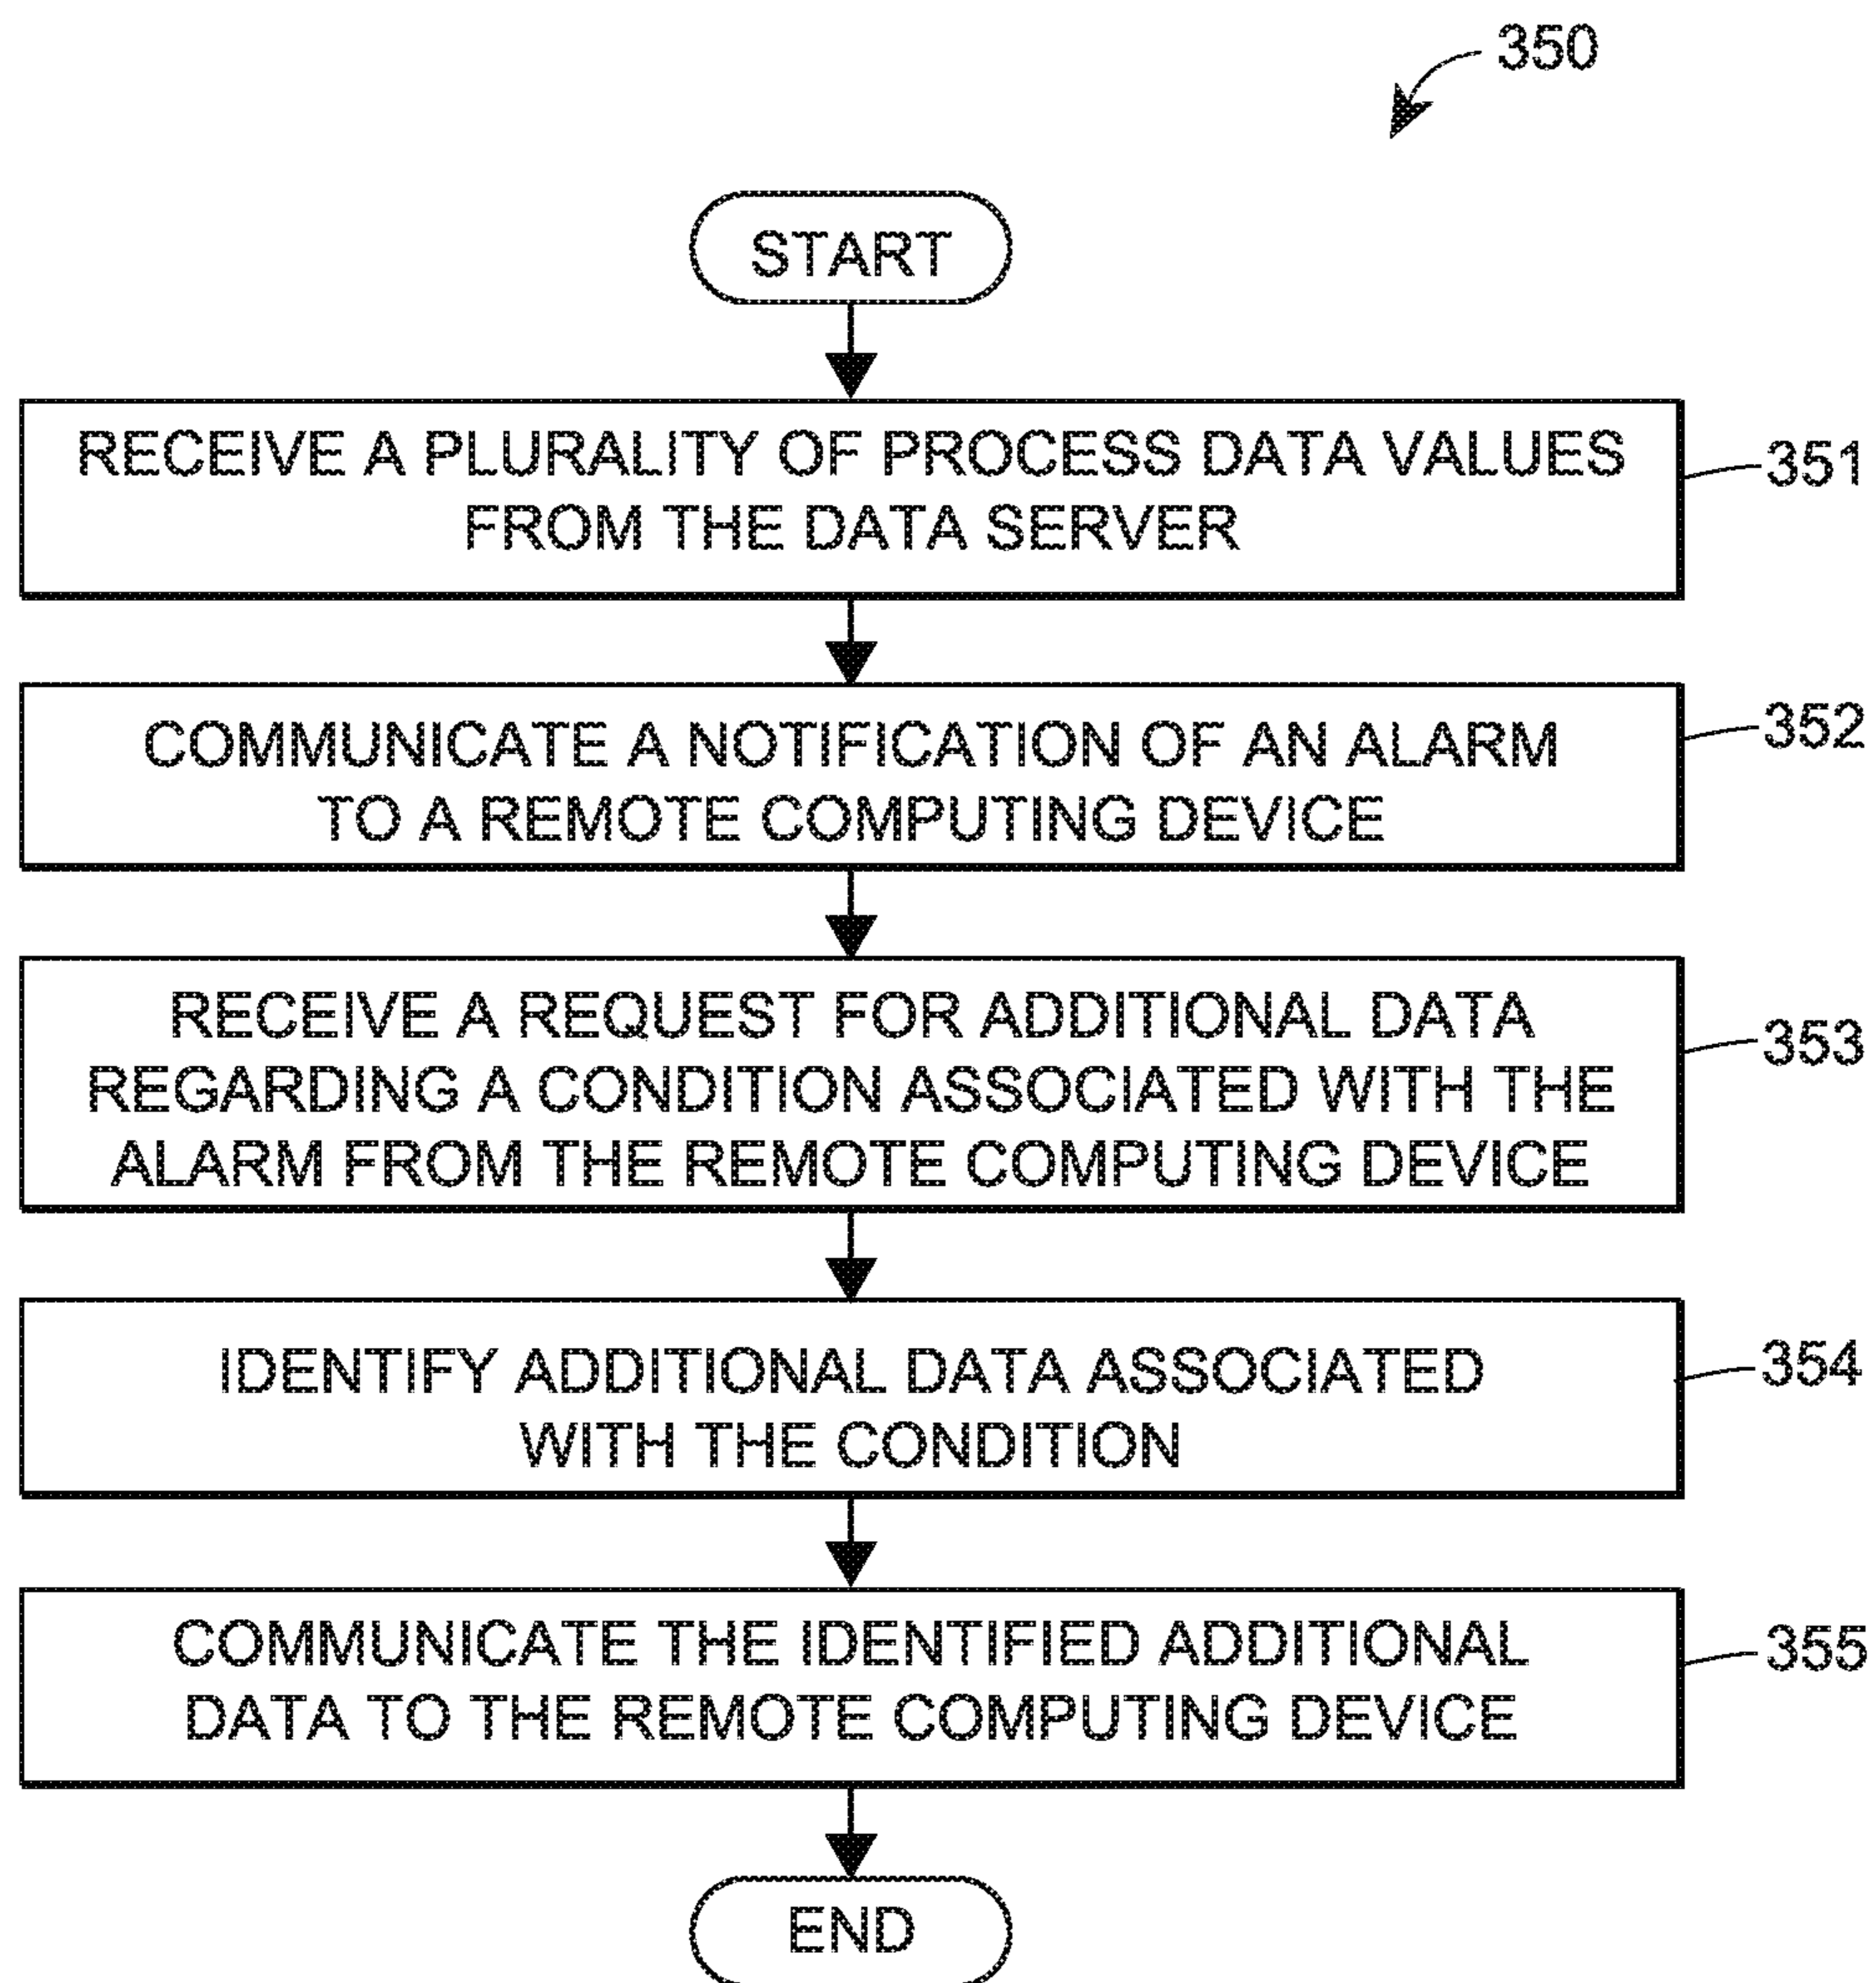 350
START
RECEIVE A PLURALITY OF PROCESS DATA VALUES
FROM THE DATA SERVER
351
COMMUNICATE A NOTIFICATION OF AN ALARM
TO A REMOTE COMPUTING DEVICE
352
RECEIVE A REQUEST FOR ADDITIONAL DATA
REGARDING A CONDITION ASSOCIATED WITH THE
ALARM FROM THE REMOTE COMPUTING DEVICE
353
IDENTIFY ADDITIONAL DATA ASSOCIATED
WITH THE CONDITION
354
COMMUNICATE THE IDENTIFIED ADDITIONAL
DATA TO THE REMOTE COMPUTING DEVICE
355
END